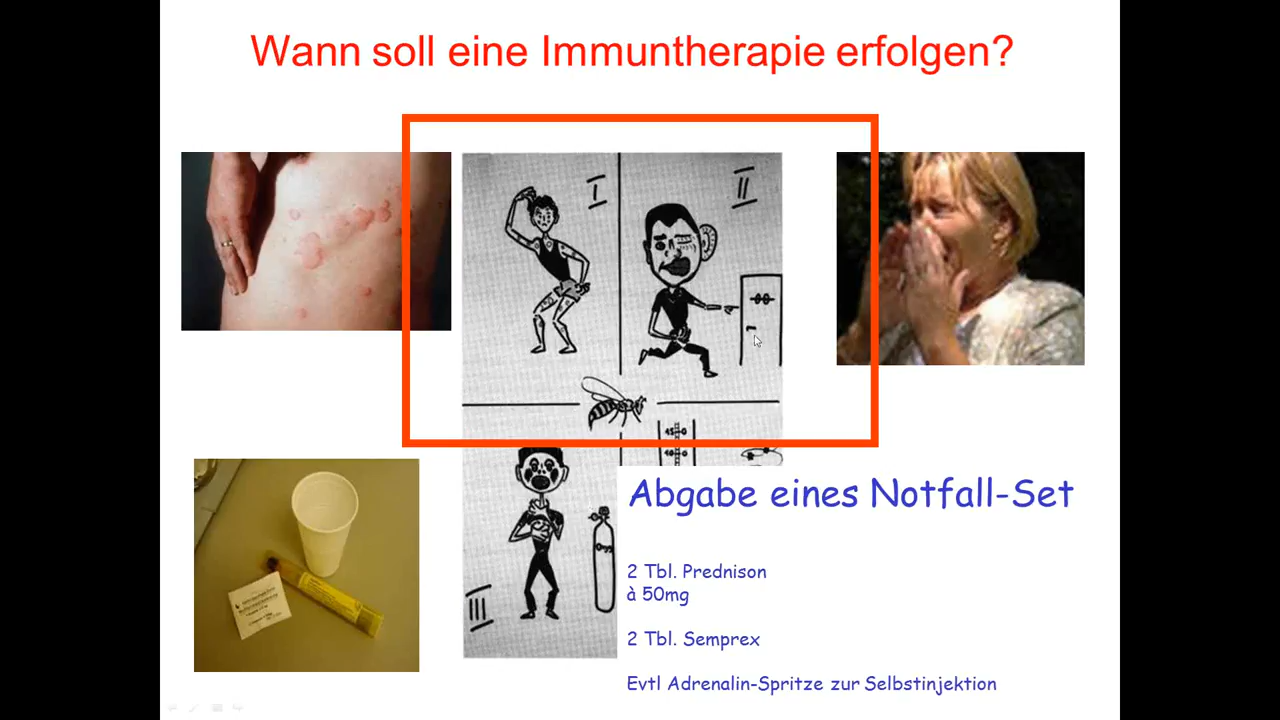 Wann soll eine Immuntherapie erfolgen?
I
II
III
Abgabe eines Notfall-Set
2 Tbl. Prednison
à 50mg
2 Tbl. Semprex
Evtl Adrenalin-Spritze zur Selbstinjektion